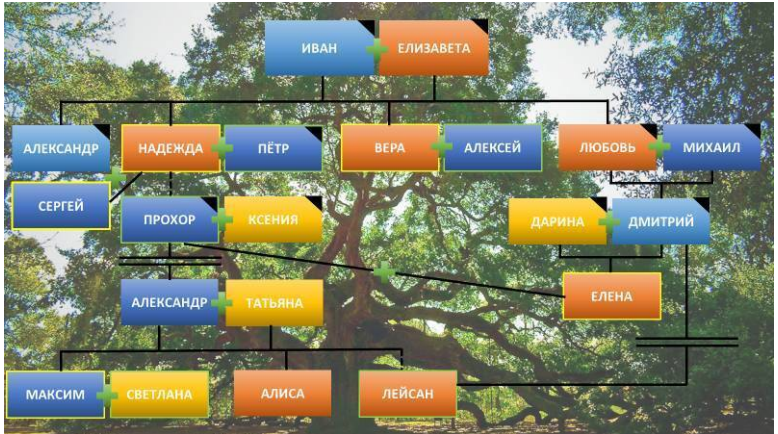 ИВАН
ЕЛИЗАВЕТА
АЛЕКСАНДР
НАДЕЖДА
ПЁТР
ВЕРА
АЛЕКСЕЙ
ЛЮБОВЬ
МИХАИЛ
СЕРГЕЙ
ПРОХОР
КСЕНИЯ
ДАРИНА
ДМИТРИЙ
ЕЛЕНА
АЛЕКСАНДР
ТАТЬЯНА
МАКСИМ
СВЕТЛАНА
АЛИСА
ЛЕЙСАН